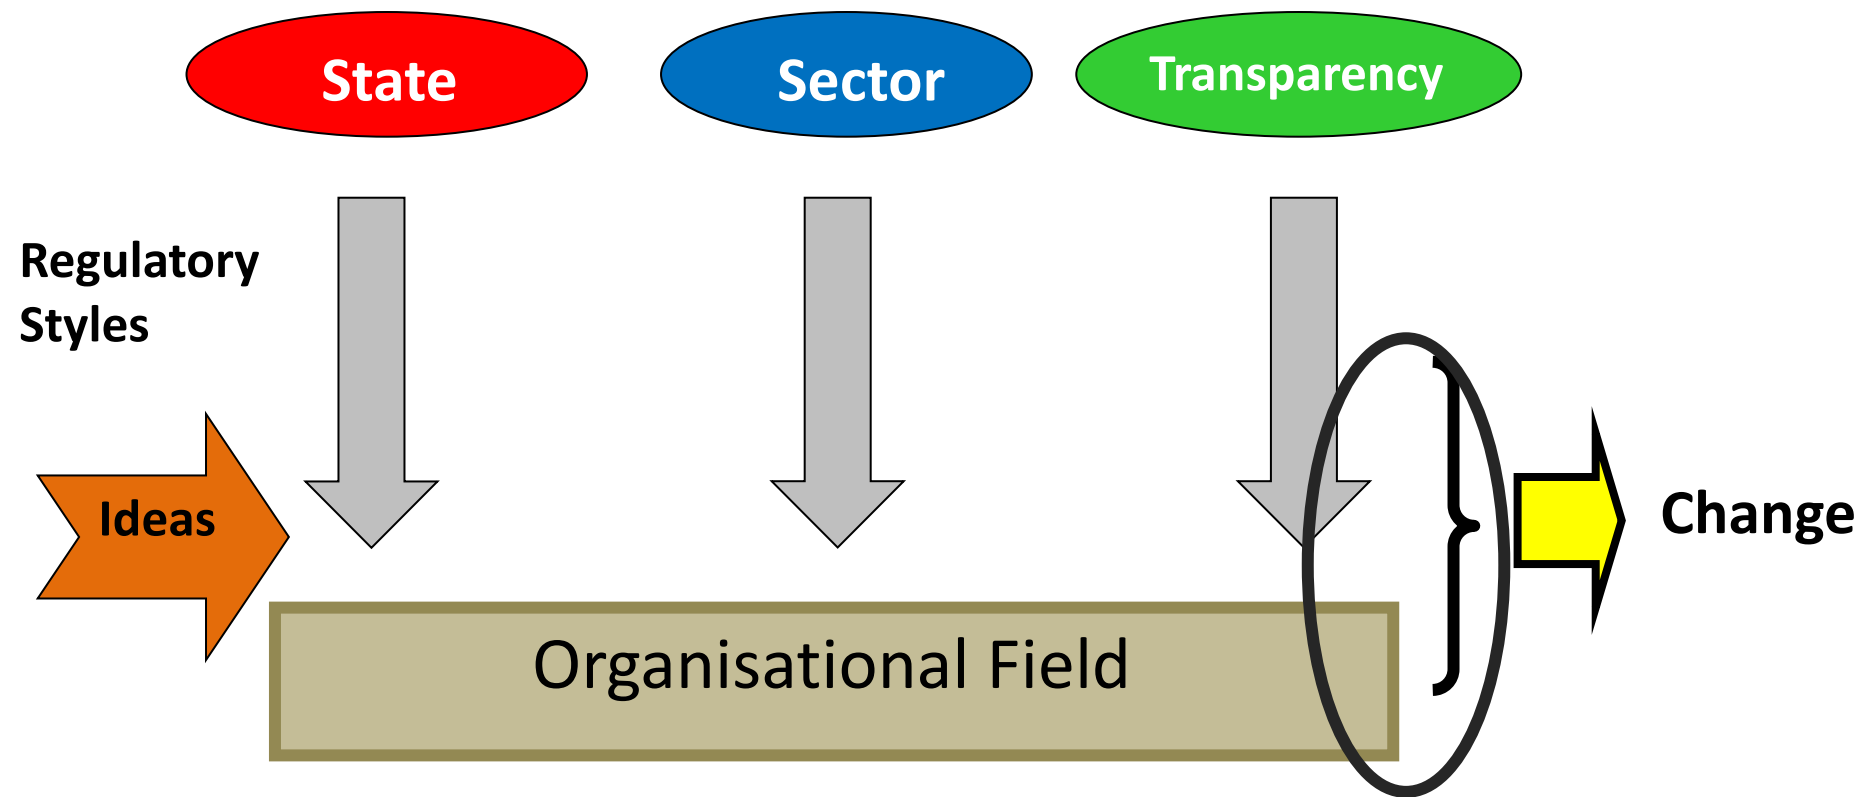 State
Sector
Transparency
Regulatory
Styles
Ideas
Change
Organisational Field